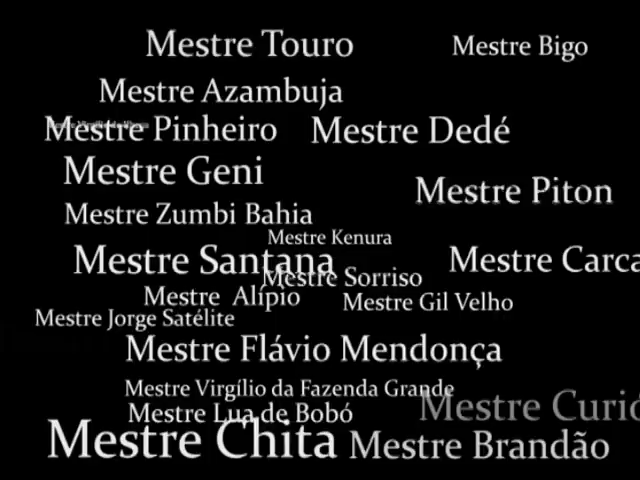 Mestre Touro
Mestre Bigo
Mestre Azambuja
Mestre Pinheiro
Mestre Dedé
Mestre Geni
Mestre Piton
Mestre Zumbi Bahia
Mestre Kenura
Mestre Santana
Mestre Carca
Mestre Sorriso
Mestre Alípio
Mestre Gil Velho
Mestre Jorge Satélite
Mestre Flávio Mendonça
Mestre Virgílio da Fazenda Grande
Mestre Curió
Mestre Lua de Bobó
Mestre Chita
Mestre Brandão